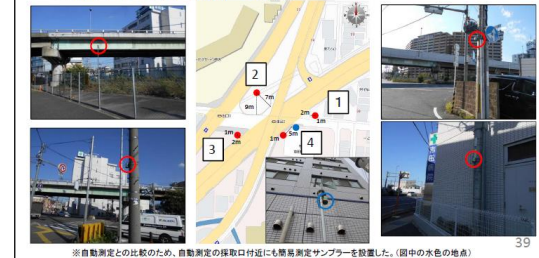 2
7m
9m
1
2m
1m
1m
3
2m
1m
5m
4
39
※自動測定との比較のため、自動測定の採取口付近にも簡易測定サンプラーを設置した。(図中の水色の地点)